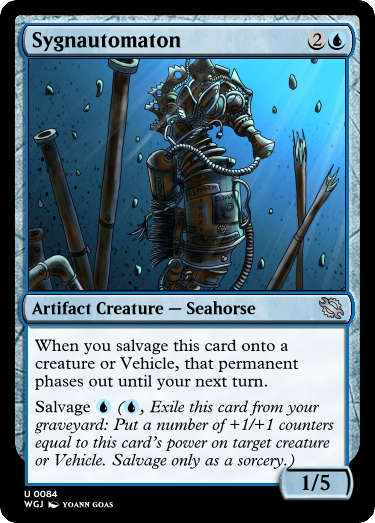 Sygnautomaton 2
Artifact Creature — Seahorse
When you salvage this card onto a
creature or Vehicle, that permanent
phases out until your next turn.
Salvage (, Exile this card from your
graveyard: Put a number of +1/+1 counters
equal to this card's power on target creature
or Vehicle. Salvage only as a sorcery.)
1/5
U 0084
WGJ YOANN GOAS